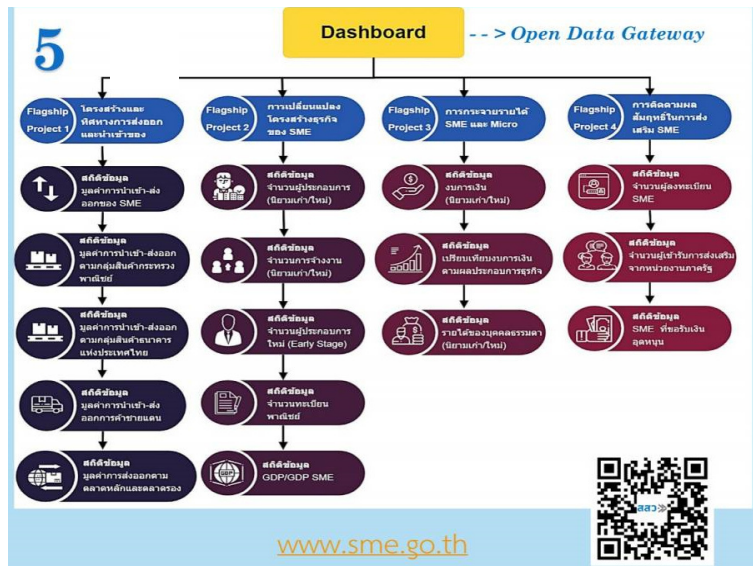 5
Dashboard
- - > Open Data Gateway
Flagship
Project 1
โครงสร้างและ
ทิศทางการส่งออก
และนำเข้าของ
สถิติข้อมูล
มูลค่าการนำเข้า-ส่ง
ออกของ SME
สถิติข้อมูล
มูลค่าการนำเข้า-ส่งออก
ตามกลุ่มสินค้ากระทรวง
พาณิชย์
สถิติข้อมูล
มูลค่าการนำเข้า-ส่งออก
ตามกลุ่มสินค้าธนาคาร
แห่งประเทศไทย
สถิติข้อมูล
มูลค่าการนำเข้า-ส่ง
ออกการค้าชายแดน
สถิติข้อมูล
มูลค่าการส่งออกตาม
ตลาดหลักและตลาดรอง
Flagship
Project 2
การเปลี่ยนแปลง
โครงสร้างธุรกิจ
ของ SME
สถิติข้อมูล
จำนวนผู้ประกอบการ
(นิยามเก่า/ใหม่)
สถิติข้อมูล
จำนวนการจ้างงาน
(นิยามเก่า/ใหม่)
สถิติข้อมูล
จำนวนผู้ประกอบการ
ใหม่ (Early Stage)
สถิติข้อมูล
จำนวนทะเบียน
พาณิชย์
สถิติข้อมูล
GDP/GDP SME
GDP
Flagship
Project 3
การกระจายรายได้
SME และ Micro
สถิติข้อมูล
งบการเงิน
(นิยามเก่า/ใหม่)
สถิติข้อมูล
เปรียบเทียบงบการเงิน
ตามผลประกอบการธุรกิจ
สถิติข้อมูล
รายได้ของบุคคลธรรมดา
(นิยามเก่า/ใหม่)
Flagship
Project 4
การติดตามผล
สัมฤทธิ์ในการส่ง
เสริม SME
สถิติข้อมูล
จำนวนผู้ลงทะเบียน
SME
สถิติข้อมูล
จำนวนผู้เข้ารับการส่งเสริม
จากหน่วยงานภาครัฐ
สถิติข้อมูล
SME ที่ขอรับเงิน
อุดหนุน
สสว
www.sme.go.th